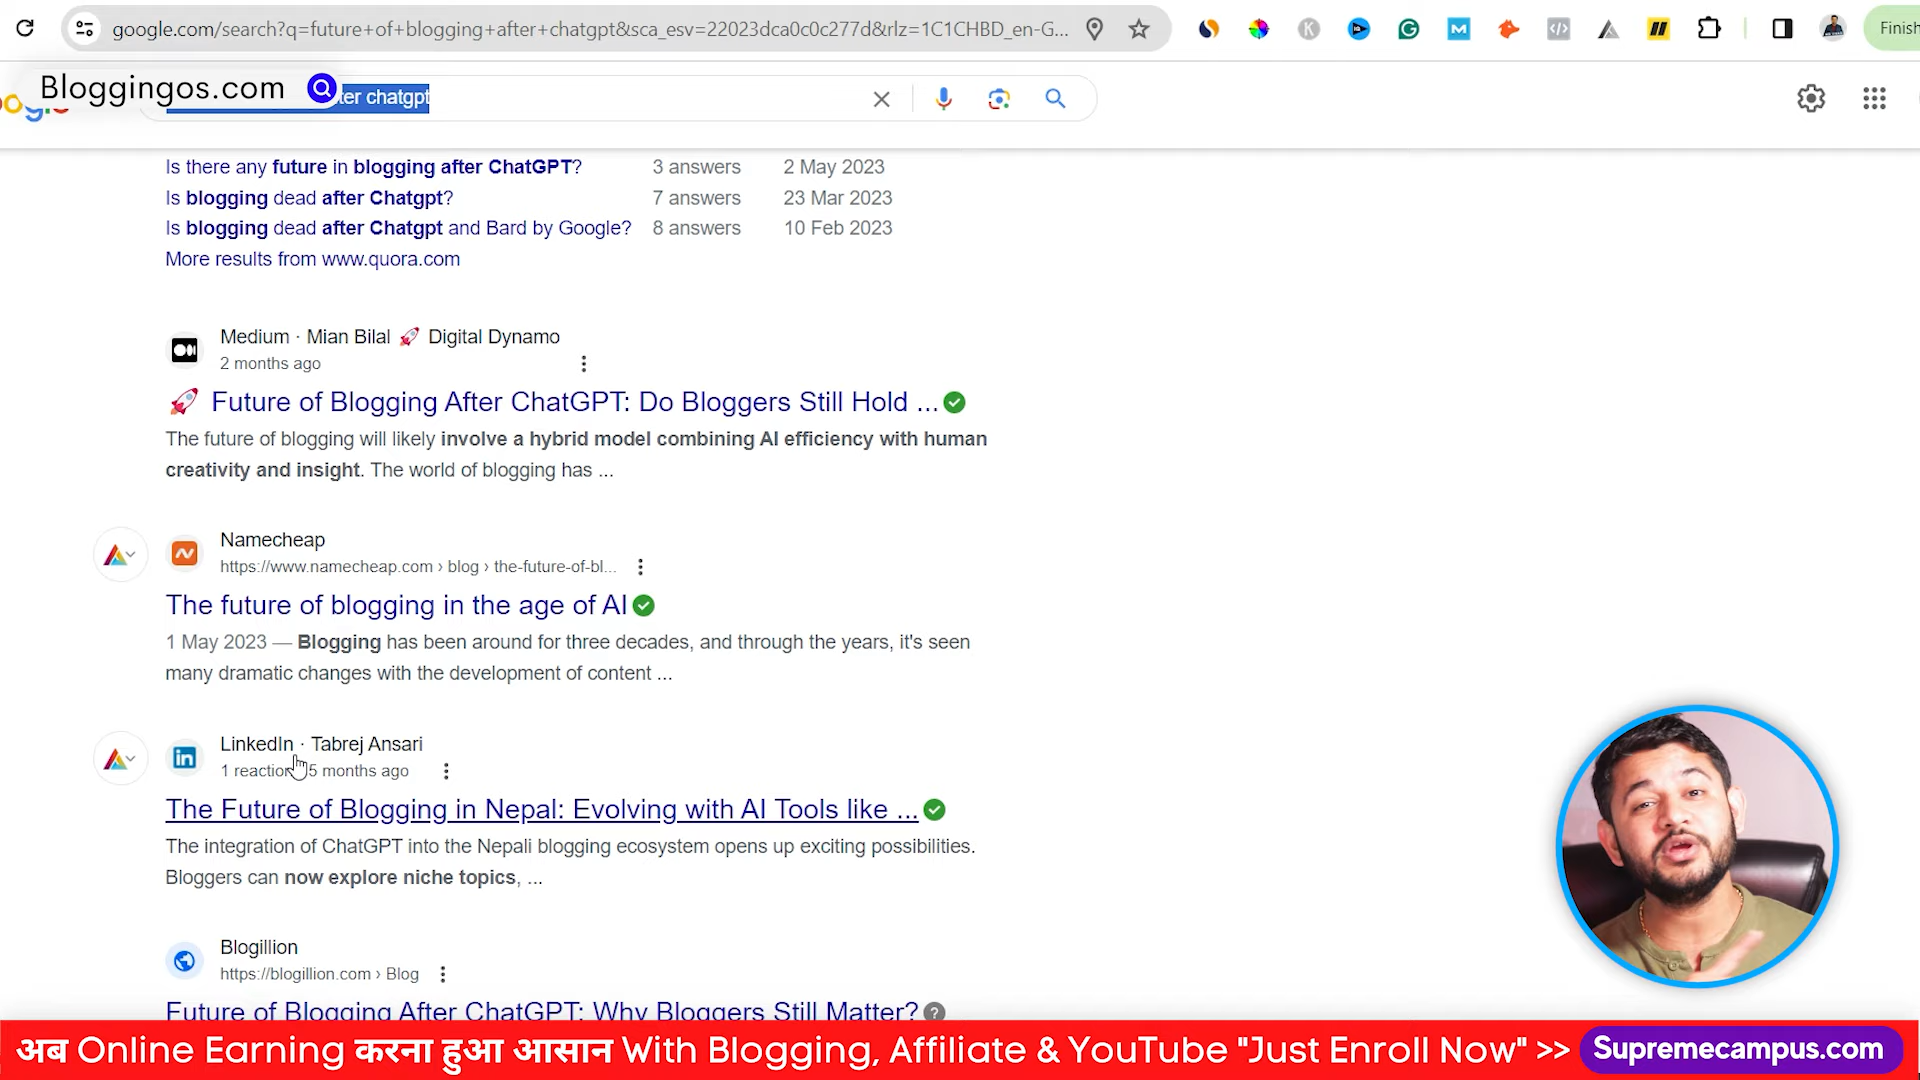 google.com/search?q=future+of+blogging+after+chatgpt&sca_esv=22023dca0c0c277d&rlz=1C1CHBD_en-G...
Finish
Bloggingos.com
ter chatgpt
Is there any future in blogging after ChatGPT? 3 answers 2 May 2023
Is blogging dead after Chatgpt? 7 answers 23 Mar 2023
Is blogging dead after Chatgpt and Bard by Google? 8 answers 10 Feb 2023
More results from www.quora.com
Medium · Mian Bilal 🚀 Digital Dynamo
2 months ago
🚀 Future of Blogging After ChatGPT: Do Bloggers Still Hold ...
The future of blogging will likely involve a hybrid model combining AI efficiency with human
creativity and insight. The world of blogging has ...
Namecheap
https://www.namecheap.com › blog › the-future-of-bl...
The future of blogging in the age of AI
1 May 2023 — Blogging has been around for three decades, and through the years, it's seen
many dramatic changes with the development of content ...
LinkedIn · Tabrej Ansari
1 reaction 5 months ago
The Future of Blogging in Nepal: Evolving with AI Tools like ...
The integration of ChatGPT into the Nepali blogging ecosystem opens up exciting possibilities.
Bloggers can now explore niche topics, ...
Blogillion
https://blogillion.com › Blog
Future of Blogging After ChatGPT: Why Bloggers Still Matter?
अब Online Earning करना हुआ आसान With Blogging, Affiliate & YouTube "Just Enroll Now" >> Supremecampus.com